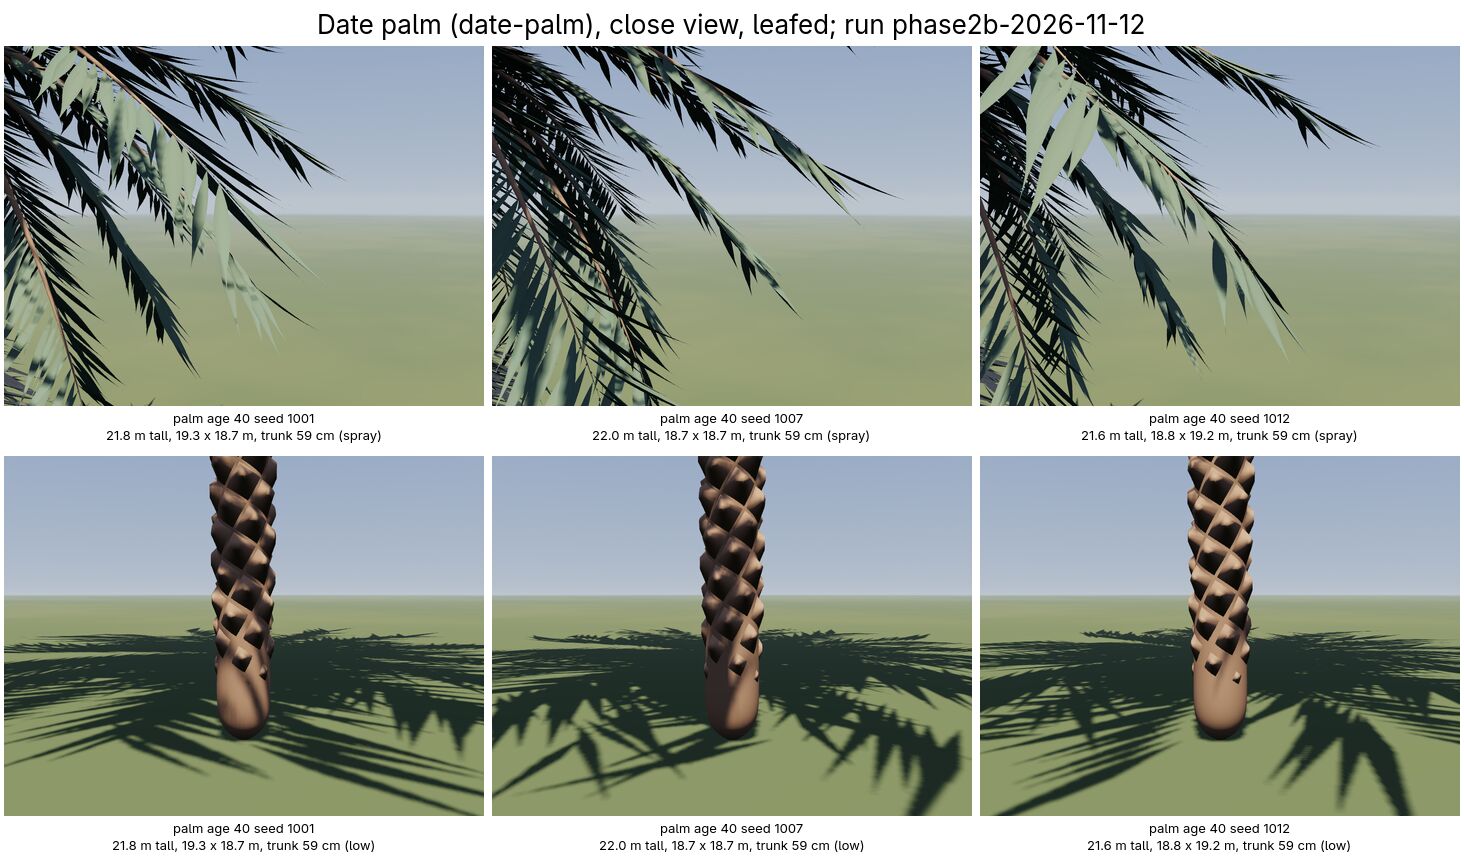 Date palm (date-palm), close view, leafed; run phase2b-2026-11-12
palm age 40 seed 1001
21.8 m tall, 19.3 x 18.7 m, trunk 59 cm (spray)
palm age 40 seed 1007
22.0 m tall, 18.7 x 18.7 m, trunk 59 cm (spray)
palm age 40 seed 1012
21.6 m tall, 18.8 x 19.2 m, trunk 59 cm (spray)
palm age 40 seed 1001
21.8 m tall, 19.3 x 18.7 m, trunk 59 cm (low)
palm age 40 seed 1007
22.0 m tall, 18.7 x 18.7 m, trunk 59 cm (low)
palm age 40 seed 1012
21.6 m tall, 18.8 x 19.2 m, trunk 59 cm (low)